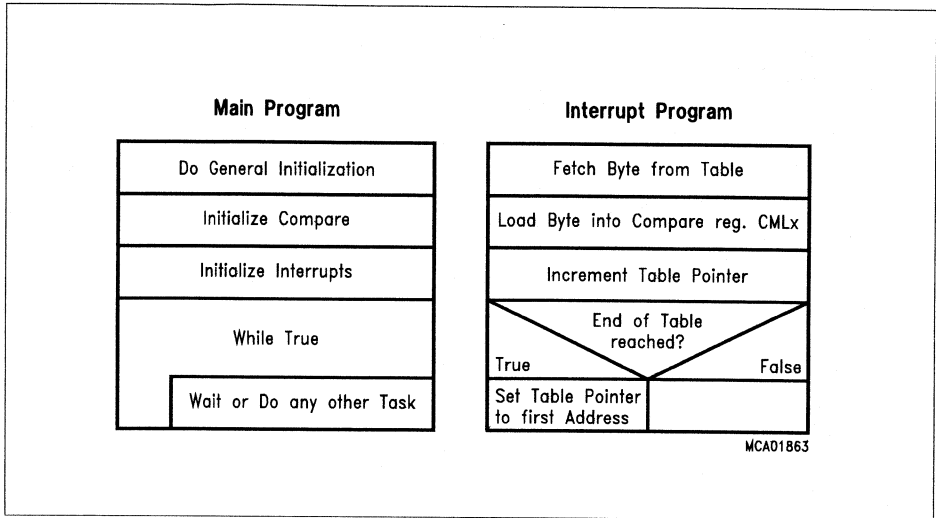 Main Program
Do General Initialization
Initialize Compare
Initialize Interrupts
While True
Wait or Do any other Task
Interrupt Program
Fetch Byte from Table
Load Byte into Compare reg. CMLx
Increment Table Pointer
End of Table
reached?
True
False
Set Table Pointer
to first Address
MCA01863